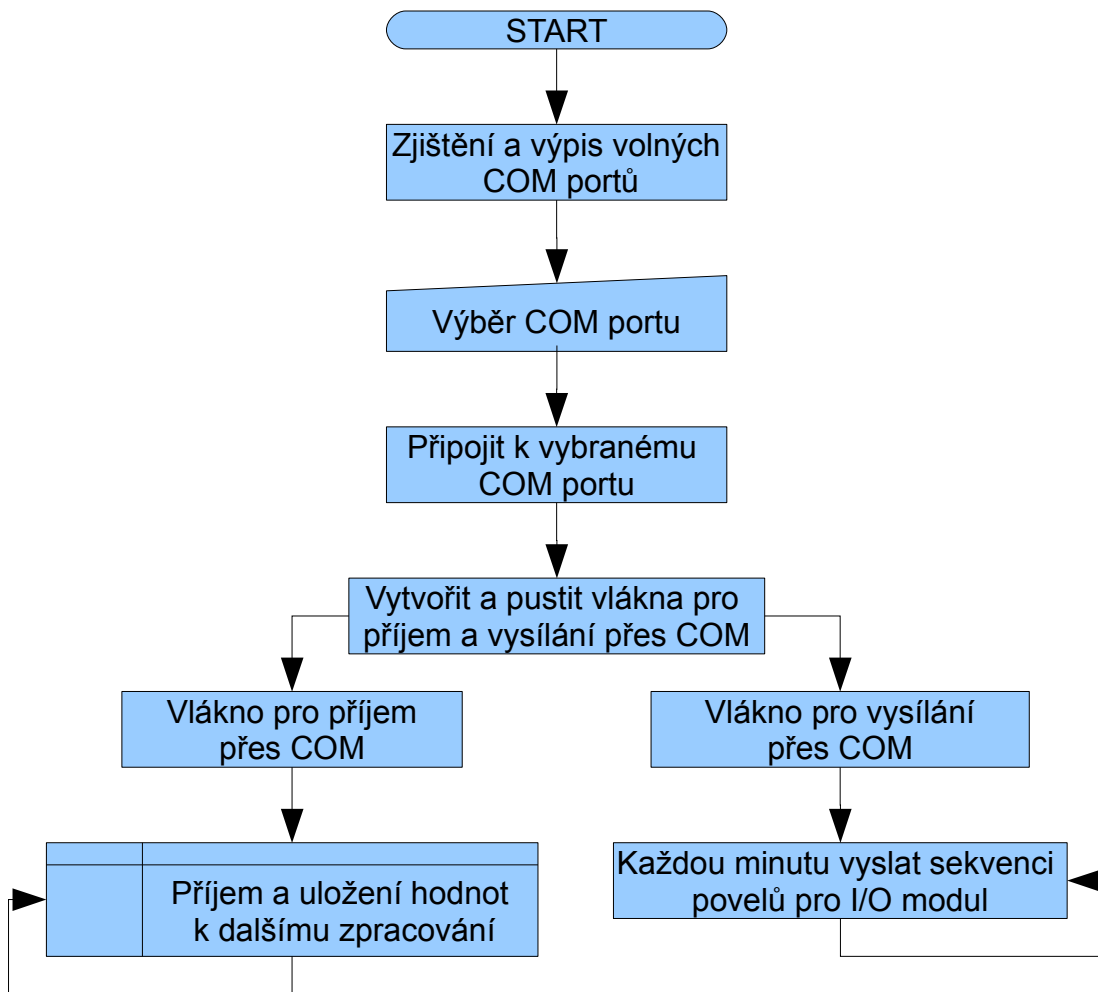 START
Zjištění a výpis volných
COM portů
Výběr COM portu
Připojit k vybranému
COM portu
Vytvořit a pustit vlákna pro
příjem a vysílání přes COM
Vlákno pro příjem
přes COM
Vlákno pro vysílání
přes COM
Příjem a uložení hodnot
k dalšímu zpracování
Každou minutu vyslat sekvenci
povelů pro I/O modul